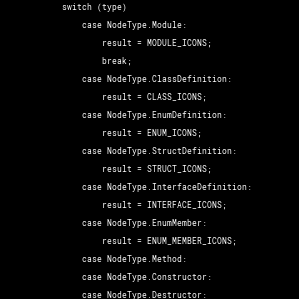 switch (type)
case NodeType.Module:
result = MODULE_ICONS;
break;
case NodeType.ClassDefinition:
result = CLASS_ICONS;
case NodeType.EnumDefinition:
result = ENUM_ICONS;
case NodeType.StructDefinition:
result = STRUCT_ICONS;
case NodeType.InterfaceDefinition:
result = INTERFACE_ICONS;
case NodeType.EnumMember:
result = ENUM_MEMBER_ICONS;
case NodeType.Method:
case NodeType.Constructor:
case NodeType.Destructor: